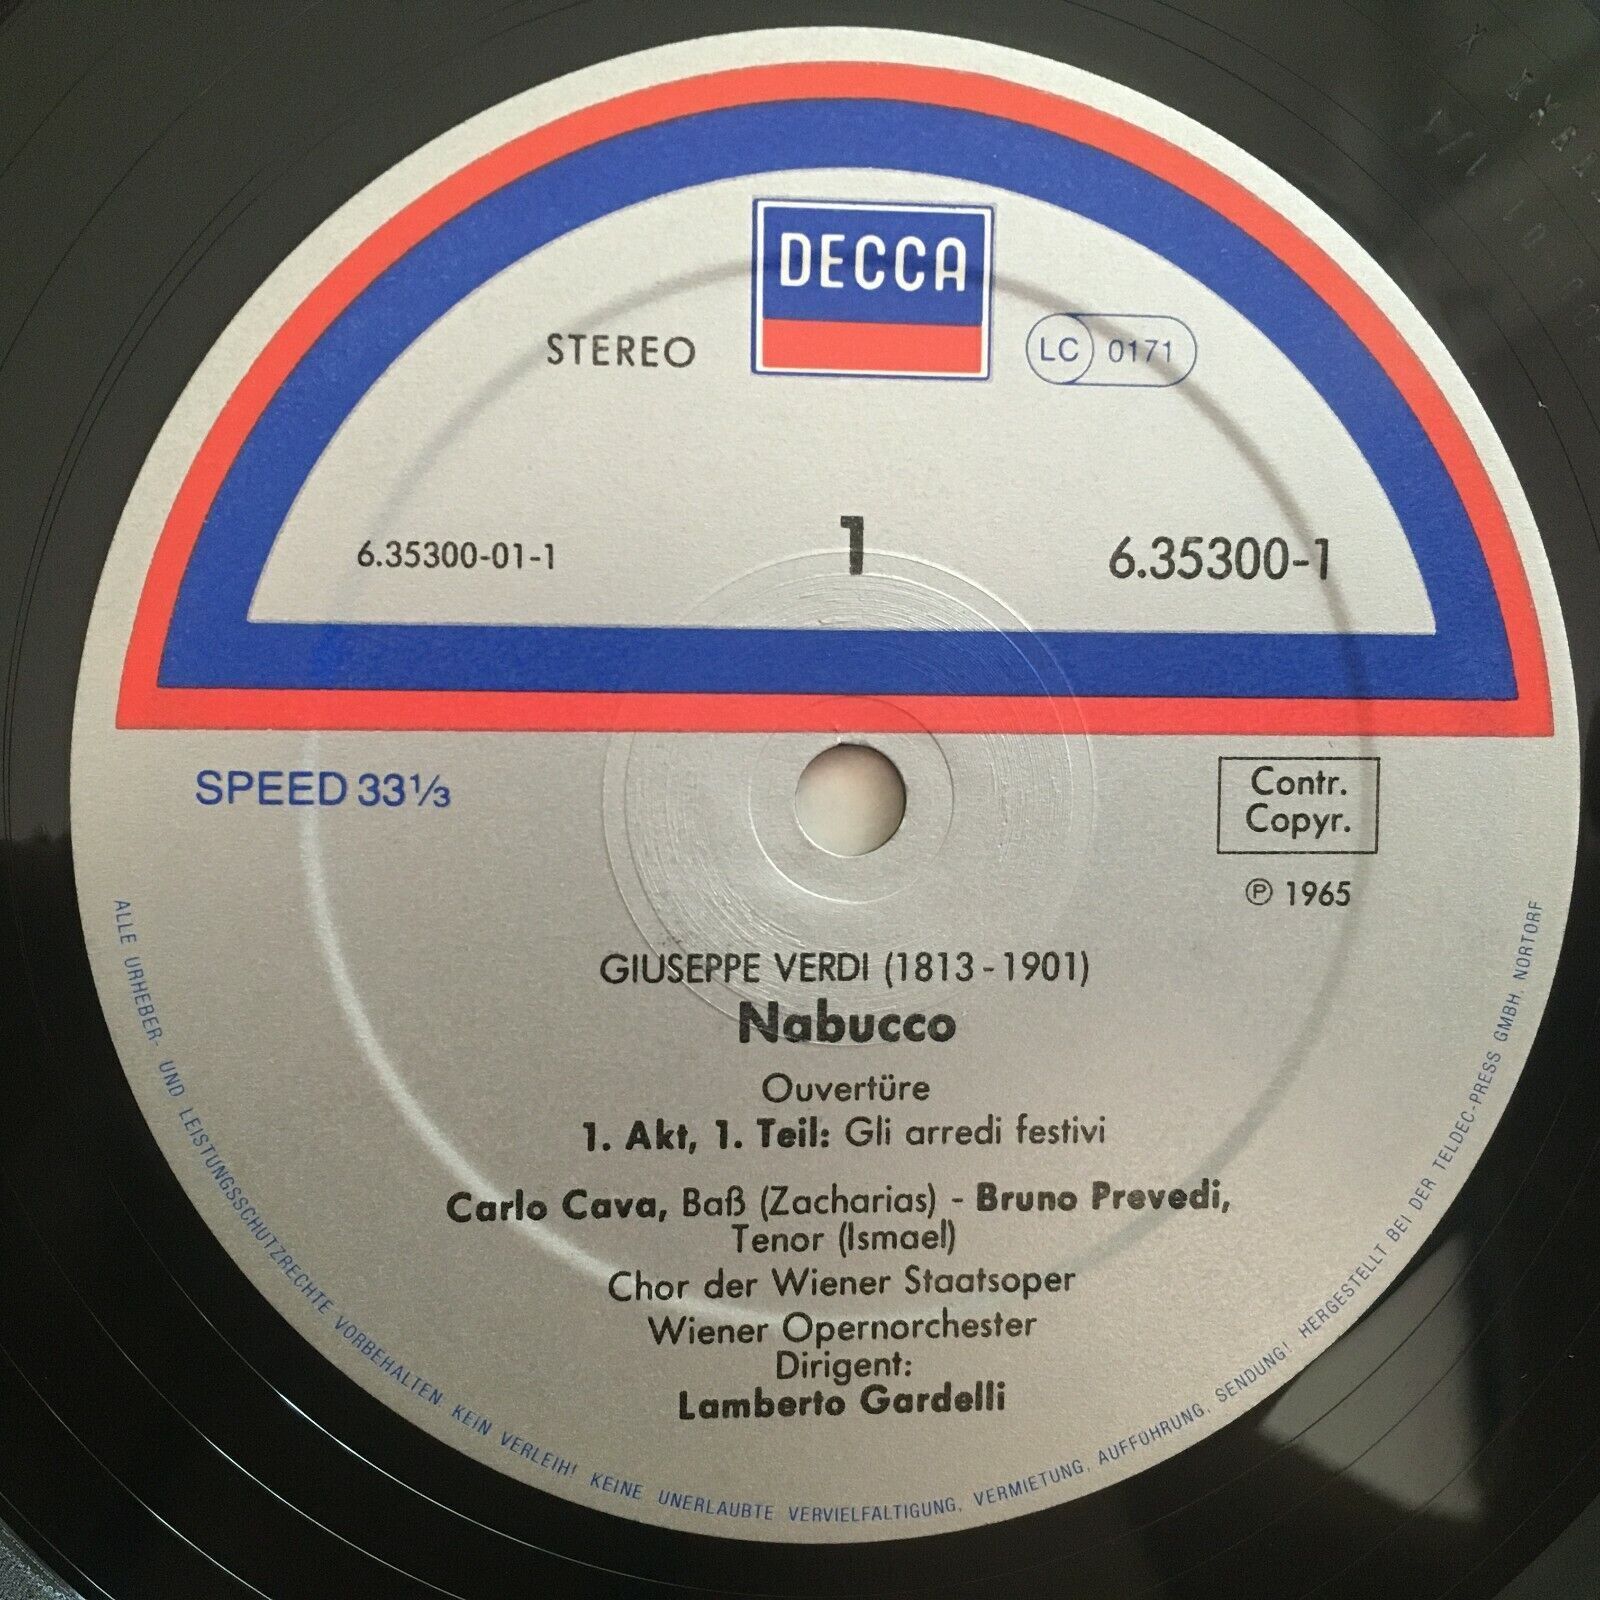 DECCA
STEREO
LC 0171
6.35300-01-1
1
6.35300-1
SPEED 33⅓
Contr.
Copyr.
Ⓟ 1965
GIUSEPPE VERDI (1813-1901)
Nabucco
Ouvertüre
1. Akt, 1. Teil: Gli arredi festivi
Carlo Cava, Baß (Zacharias) - Bruno Prevedi,
Tenor (Ismael)
Chor der Wiener Staatsoper
Wiener Opernorchester
Dirigent:
Lamberto Gardelli
ALLE URHEBER- UND LEISTUNGSSCHUTZRECHTE VORBEHALTEN. KEIN VERLEIH! KEINE UNERLAUBTE VERVIELFALTIGUNG, VERMIETUNG, AUFFÜHRUNG, SENDUNG! HERGESTELLT BEI DER TELDEC-PRESS GMBH, NORTORF